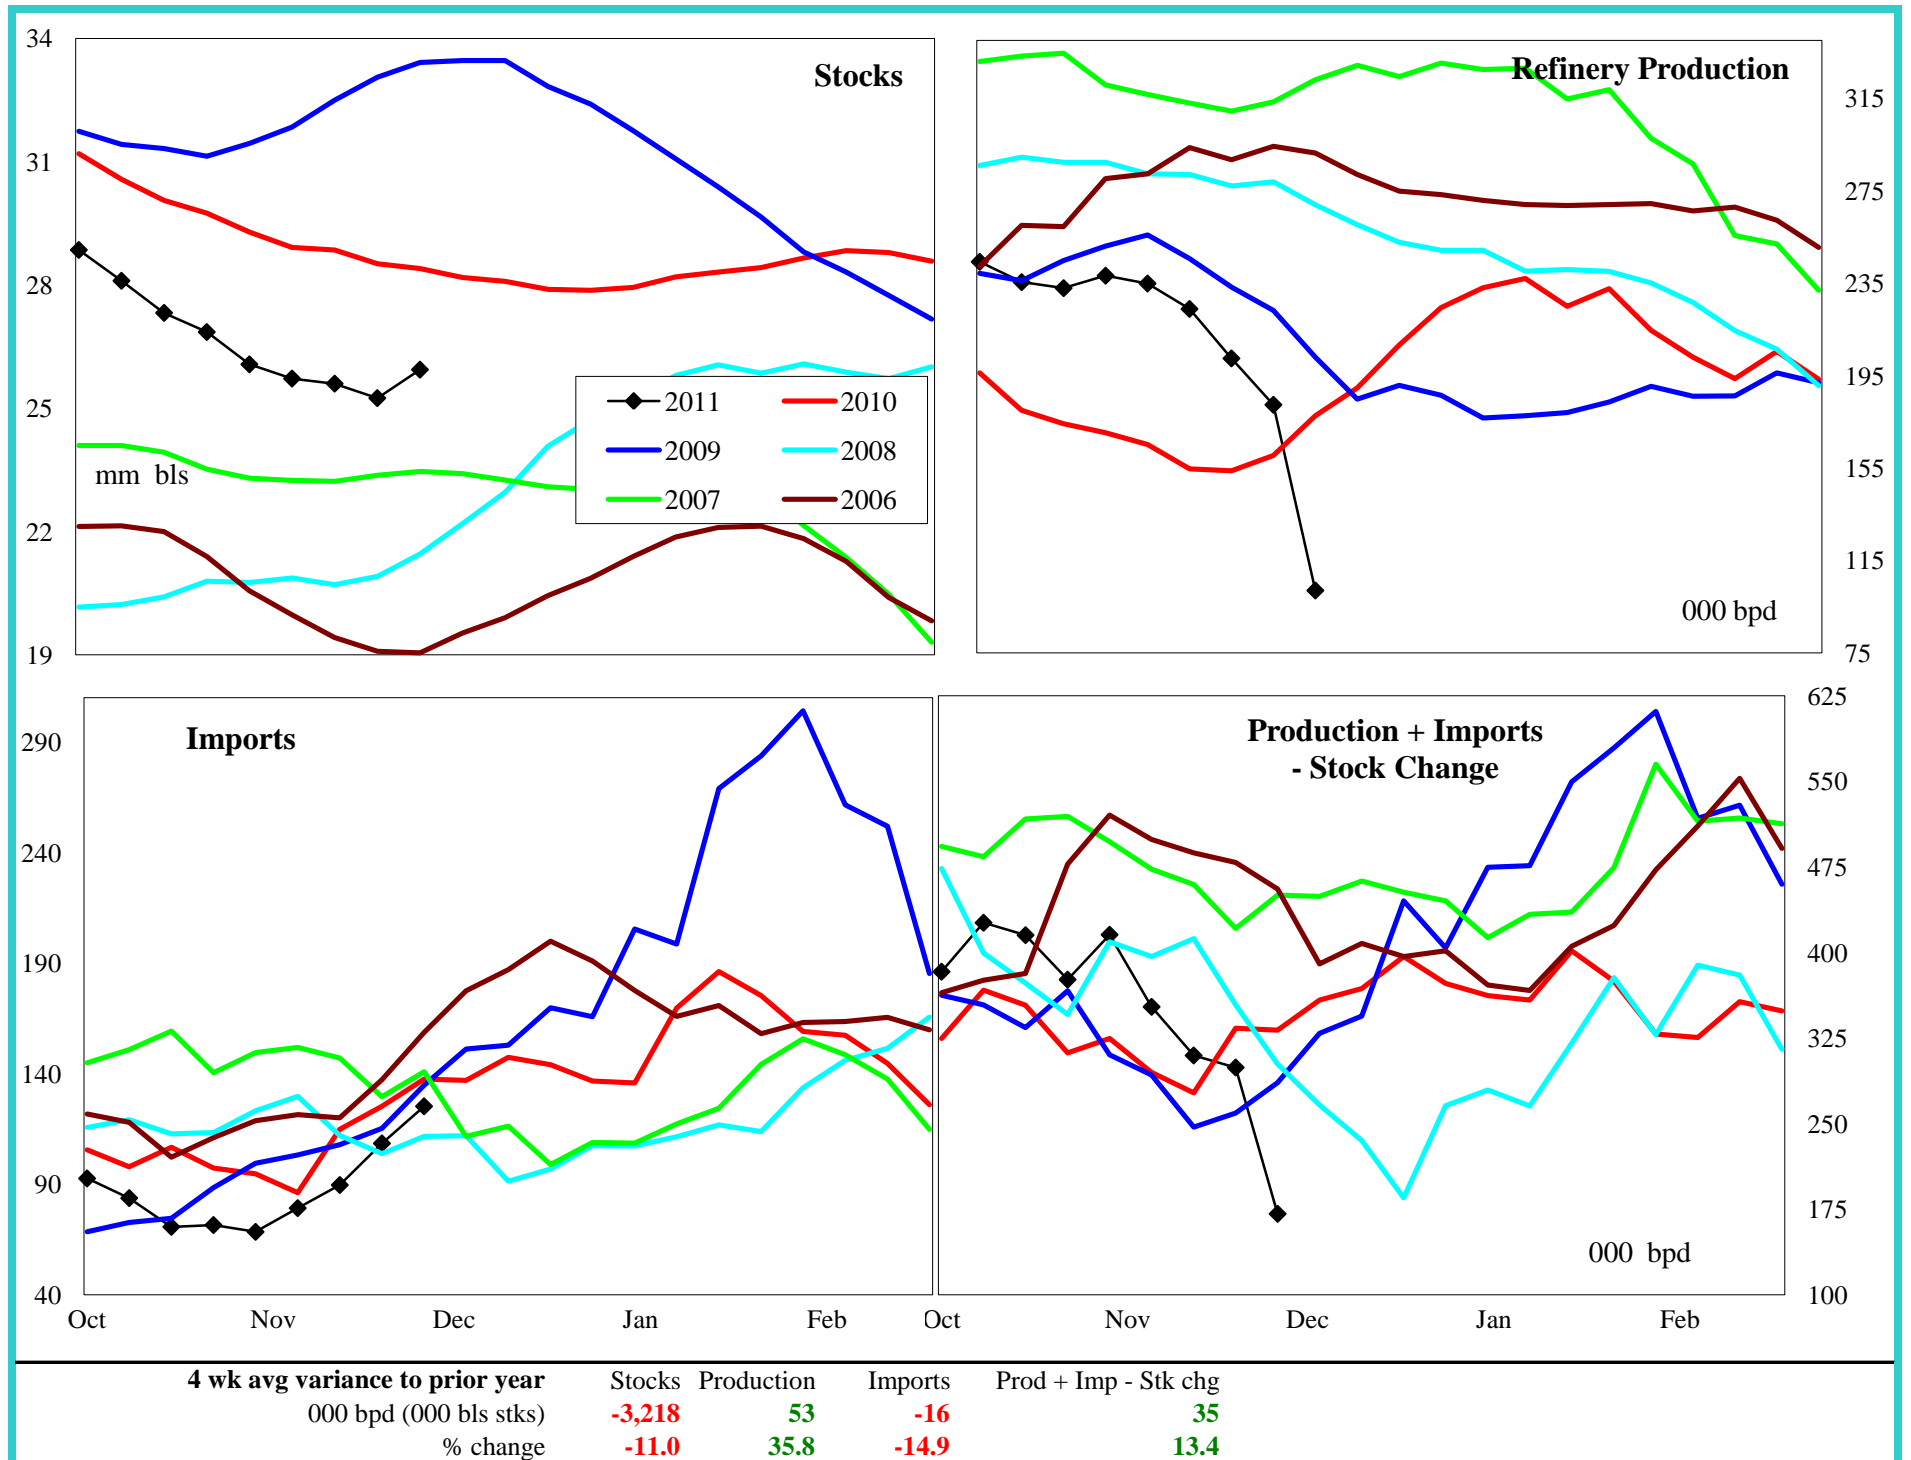 Stocks
34
31
28
25
22
19
mm bls
2011
2010
2009
2008
2007
2006
Refinery Production
315
275
235
195
155
115
75
000 bpd
Imports
290
240
190
140
90
40
Oct
Nov
Dec
Jan
Feb
Production + Imports
- Stock Change
625
550
475
400
325
250
175
100
000 bpd
Oct
Nov
Dec
Jan
Feb
4 wk avg variance to prior year Stocks Production Imports Prod + Imp - Stk chg
000 bpd (000 bls stks) -3,218 53 -16 35
% change -11.0 35.8 -14.9 13.4